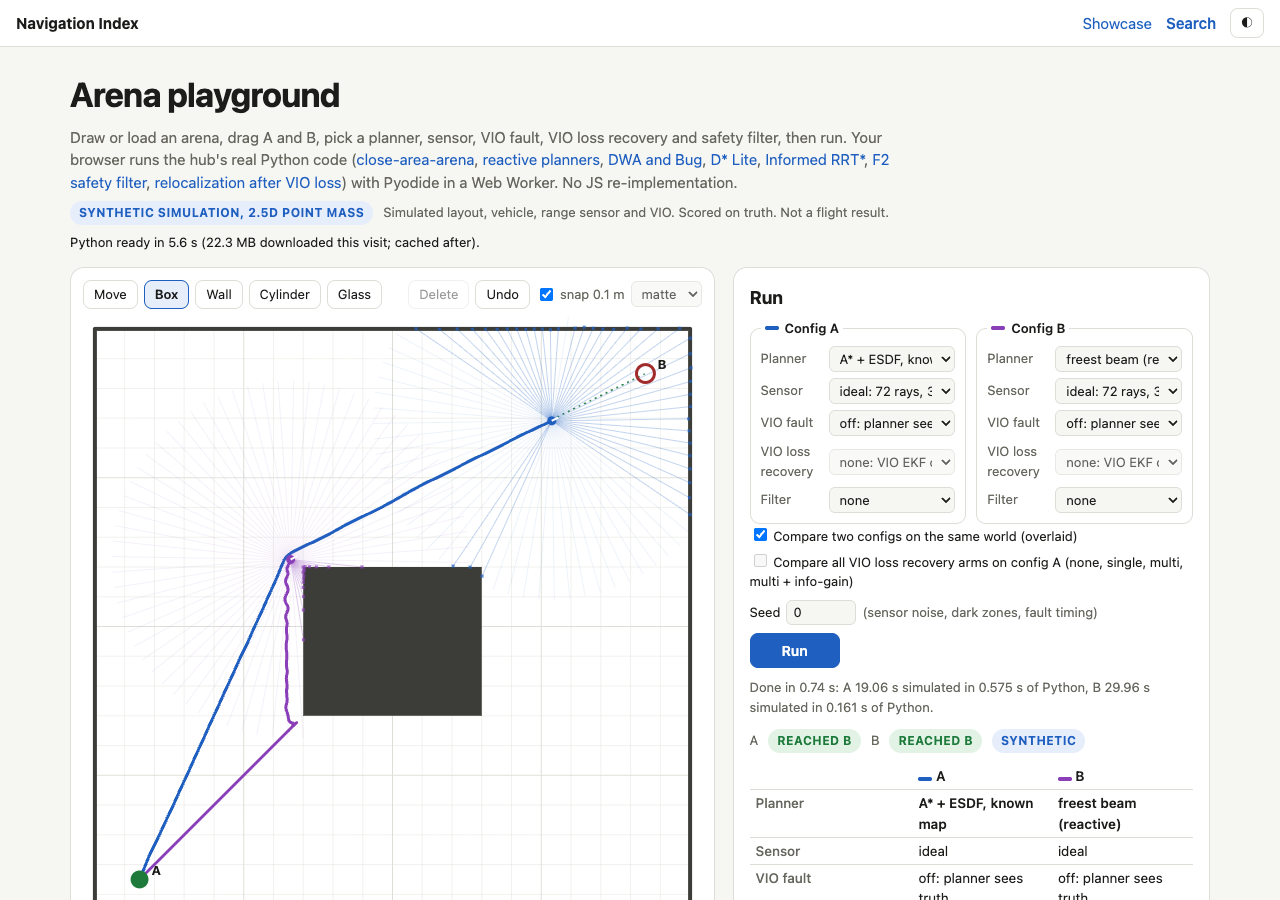 Navigation Index
Showcase Search
Arena playground
Draw or load an arena, drag A and B, pick a planner, sensor, VIO fault, VIO loss recovery and safety filter, then run. Your
browser runs the hub's real Python code (close-area-arena, reactive planners, DWA and Bug, D* Lite, Informed RRT*, F2
safety filter, relocalization after VIO loss) with Pyodide in a Web Worker. No JS re-implementation.
SYNTHETIC SIMULATION, 2.5D POINT MASS Simulated layout, vehicle, range sensor and VIO. Scored on truth. Not a flight result.
Python ready in 5.6 s (22.3 MB downloaded this visit; cached after).
Move Box Wall Cylinder Glass Delete Undo snap 0.1 m matte
B
A
Run
Config A
Planner A* + ESDF, know
Sensor ideal: 72 rays, 3
VIO fault off: planner see
VIO loss
recovery
none: VIO EKF
Filter none
Config B
Planner freest beam (re
Sensor ideal: 72 rays, 3
VIO fault off: planner see
VIO loss
recovery
none: VIO EKF
Filter none
Compare two configs on the same world (overlaid)
Compare all VIO loss recovery arms on config A (none, single, multi,
multi + info-gain)
Seed 0 (sensor noise, dark zones, fault timing)
Run
Done in 0.74 s: A 19.06 s simulated in 0.575 s of Python, B 29.96 s
simulated in 0.161 s of Python.
A REACHED B B REACHED B SYNTHETIC
A B
Planner A* + ESDF, known freest beam
map (reactive)
Sensor ideal ideal
VIO fault off: planner sees off: planner sees
truth truth